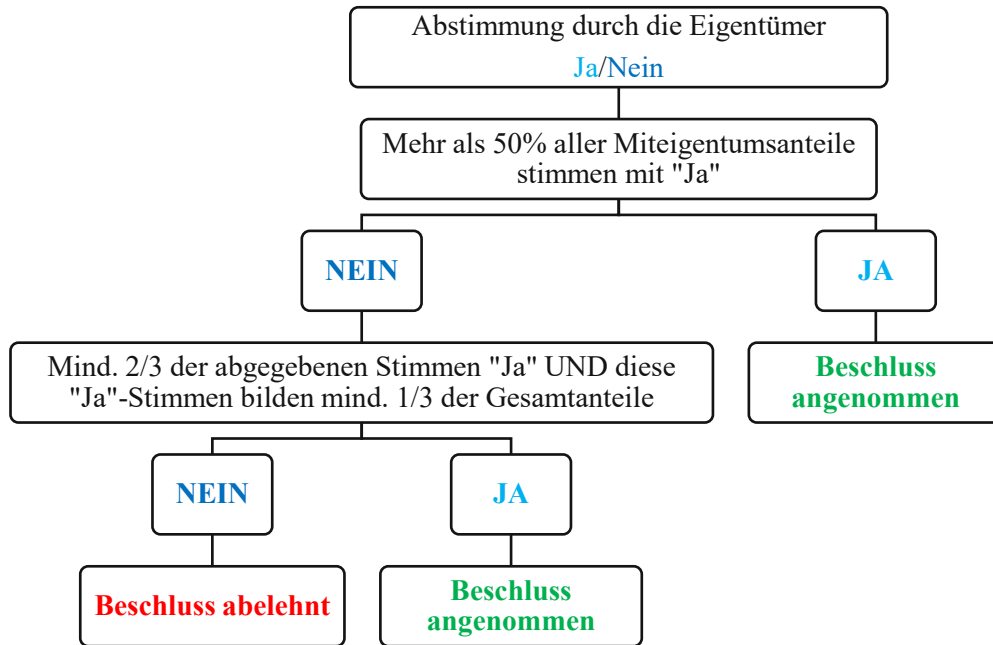 Abstimmung durch die Eigentümer
Ja/Nein
Mehr als 50% aller Miteigentumsanteile
stimmen mit "Ja"
NEIN
JA
Mind. 2/3 der abgegebenen Stimmen "Ja" UND diese
"Ja"-Stimmen bilden mind. 1/3 der Gesamtanteile
Beschluss
angenommen
NEIN
JA
Beschluss abelehnt
Beschluss
angenommen